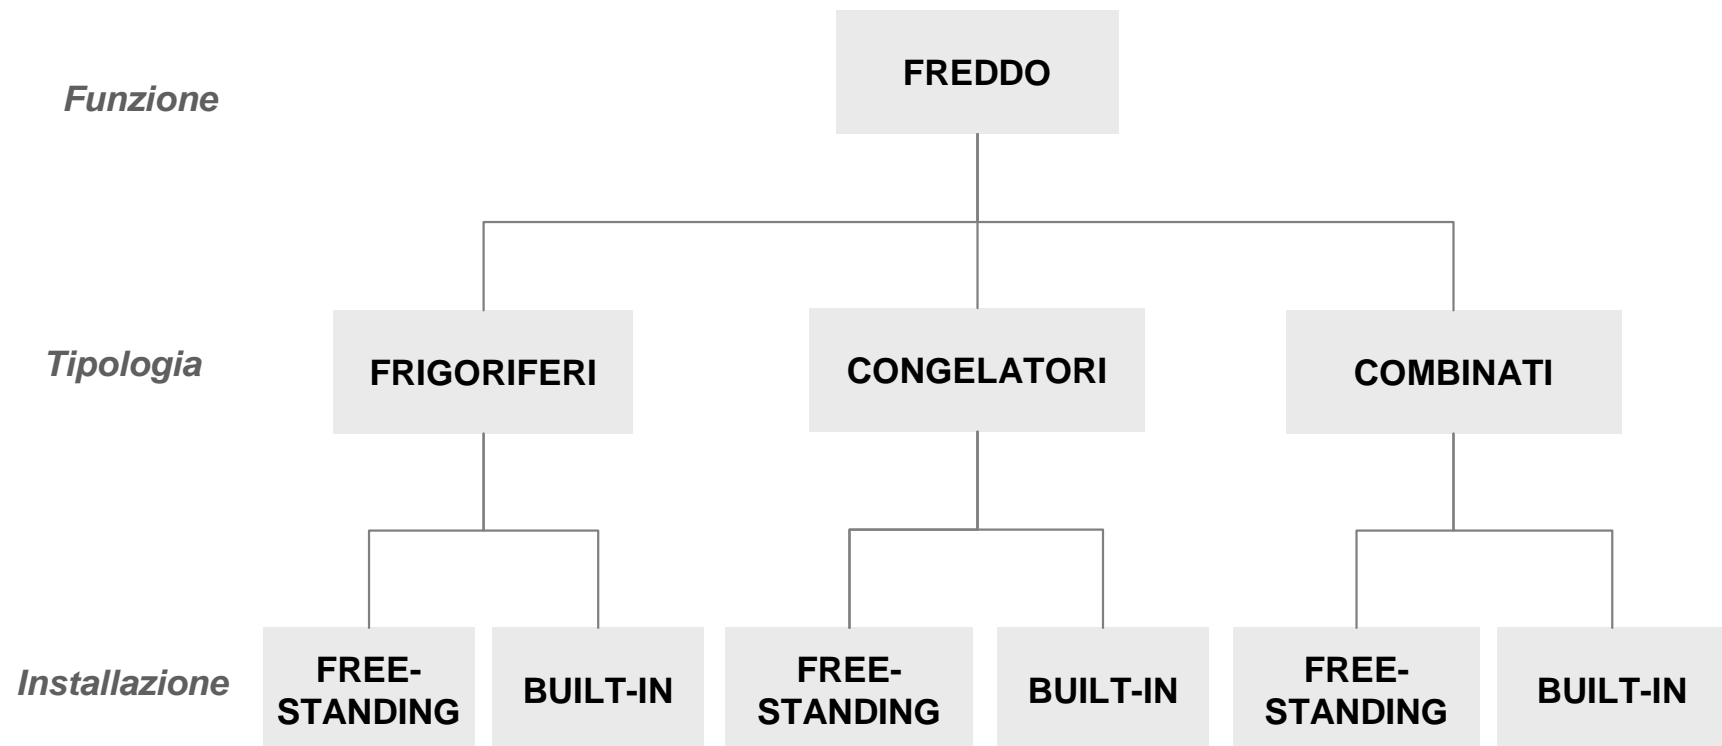 FREDDO
Funzione
Tipologia
FRIGORIFERI
CONGELATORI
COMBINATI
Installazione
FREE-
STANDING
BUILT-IN
FREE-
STANDING
BUILT-IN
FREE-
STANDING
BUILT-IN